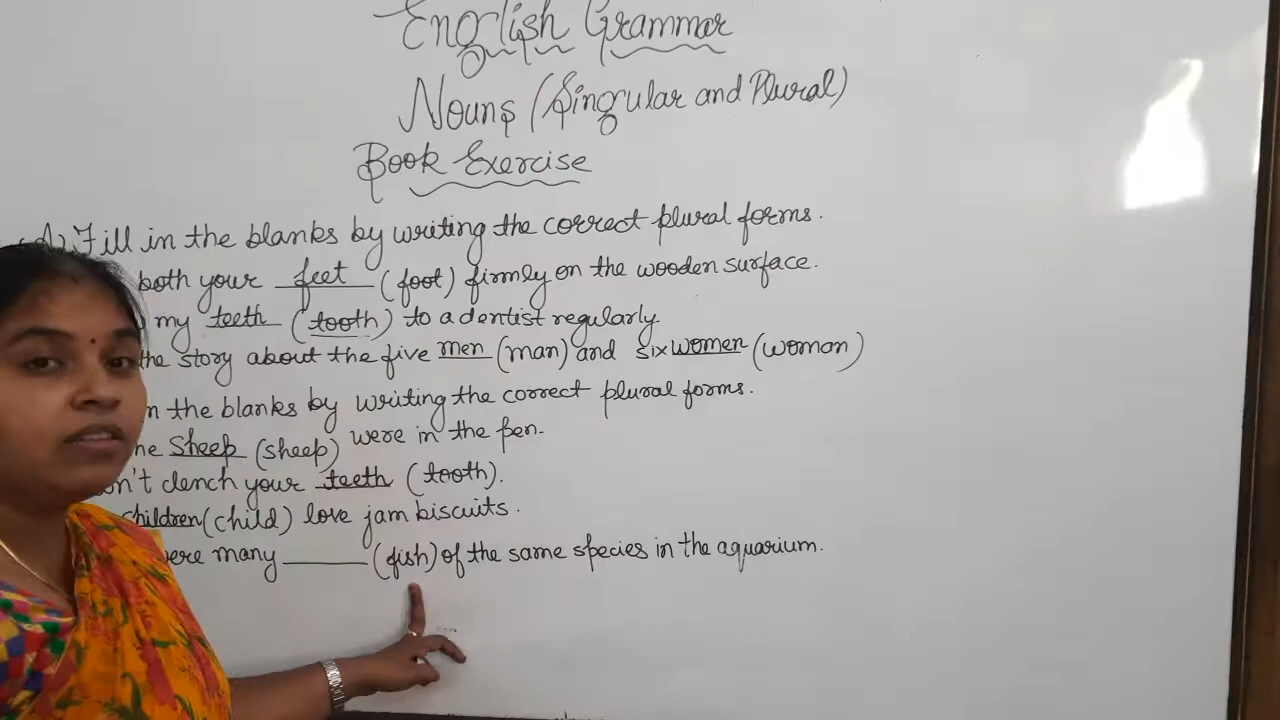 English Grammar
Nouns (Singular and Plural)
Book Exercise
A) Fill in the blanks by writing the correct plural forms.
both your feet (foot) firmly on the wooden surface.
my teeth (tooth) to a dentist regularly
the story about the five men (man) and six women (woman)
the blanks by writing the correct plural forms.
Sheep (sheep) were in the pen.
clench your teeth (tooth).
children (child) love jam biscuits.
many ______ (fish) of the same species in the aquarium.